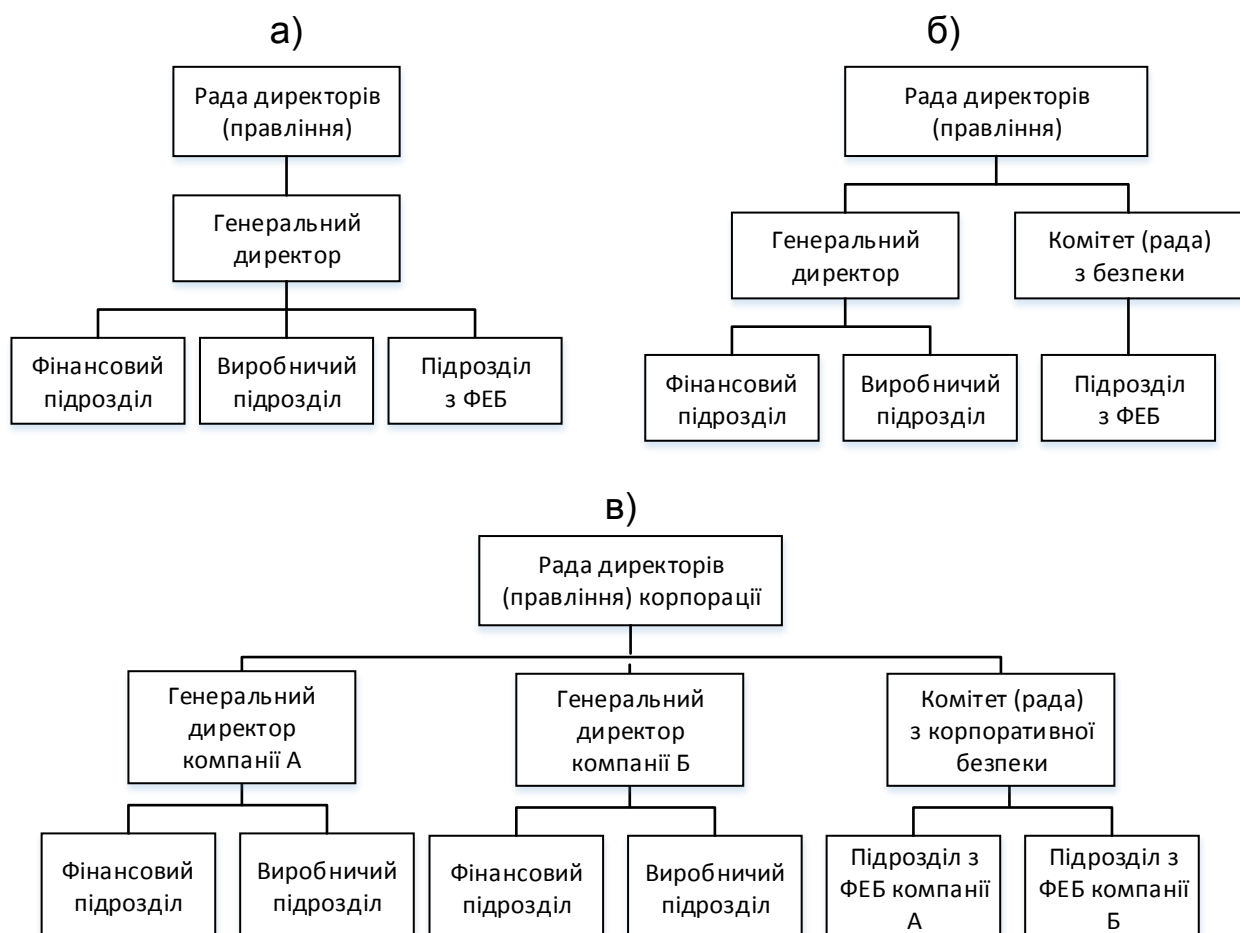 а)
Рада директорів
(правління)
Генеральний
директор
Фінансовий
підрозділ
Виробничий
підрозділ
Підрозділ
з ФЕБ
б)
Рада директорів
(правління)
Генеральний
директор
Комітет (рада)
з безпеки
Фінансовий
підрозділ
Виробничий
підрозділ
Підрозділ
з ФЕБ
в)
Рада директорів
(правління) корпорації
Генеральний
директор
компанії А
Генеральний
директор
компанії Б
Комітет (рада)
з корпоративної
безпеки
Фінансовий
підрозділ
Виробничий
підрозділ
Фінансовий
підрозділ
Виробничий
підрозділ
Підрозділ з
ФЕБ компанії
А
Підрозділ з
ФЕБ компанії
Б